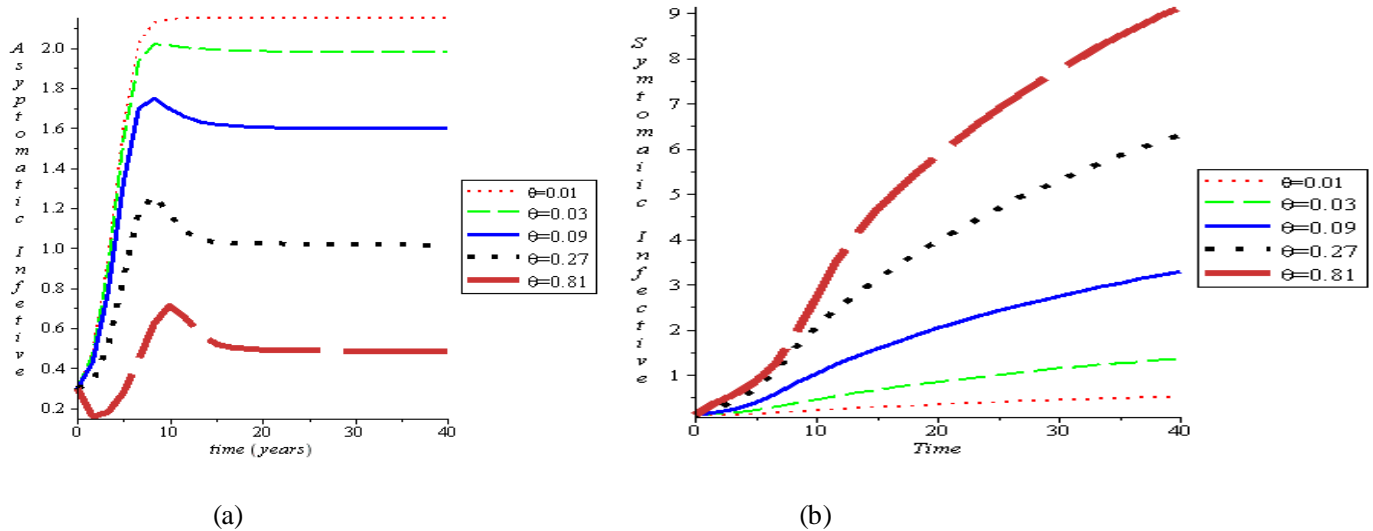 Asyptomatic Infective
2.0
1.8
1.6
1.4
1.2
1.0
0.8
0.6
0.4
0.2
0
10
20
30
40
time (years)
θ=0.01
θ=0.03
θ=0.09
θ=0.27
θ=0.81
(a)
Symtomaiic Infective
9
8
7
6
5
4
3
2
1
0
10
20
30
40
Time
θ=0.01
θ=0.03
θ=0.09
θ=0.27
θ=0.81
(b)